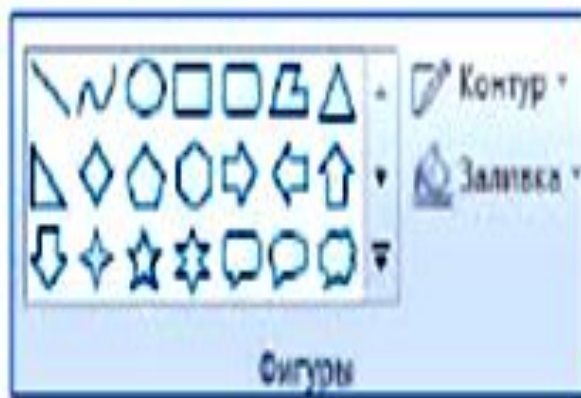 Контур
Заливка
Фигуры